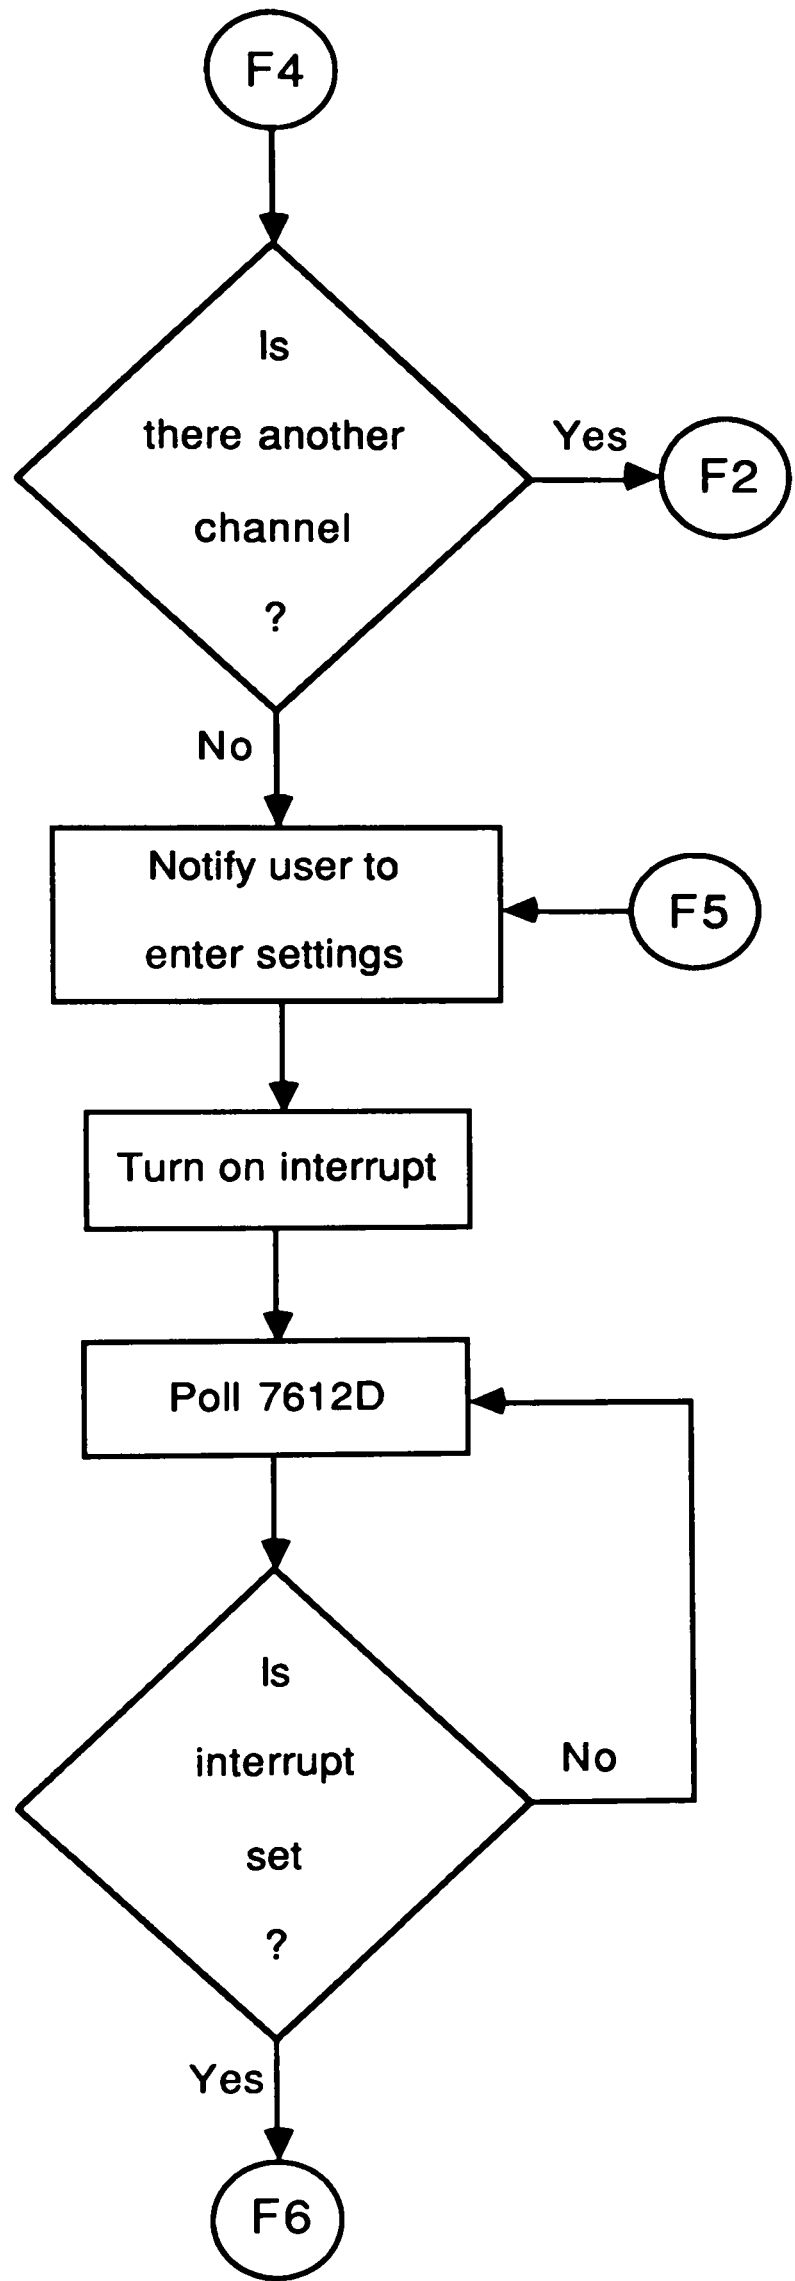 F4
Is
there another
channel
?
Yes
F2
No
Notify user to
enter settings
F5
Turn on interrupt
Poll 7612D
Is
interrupt
set
?
No
Yes
F6